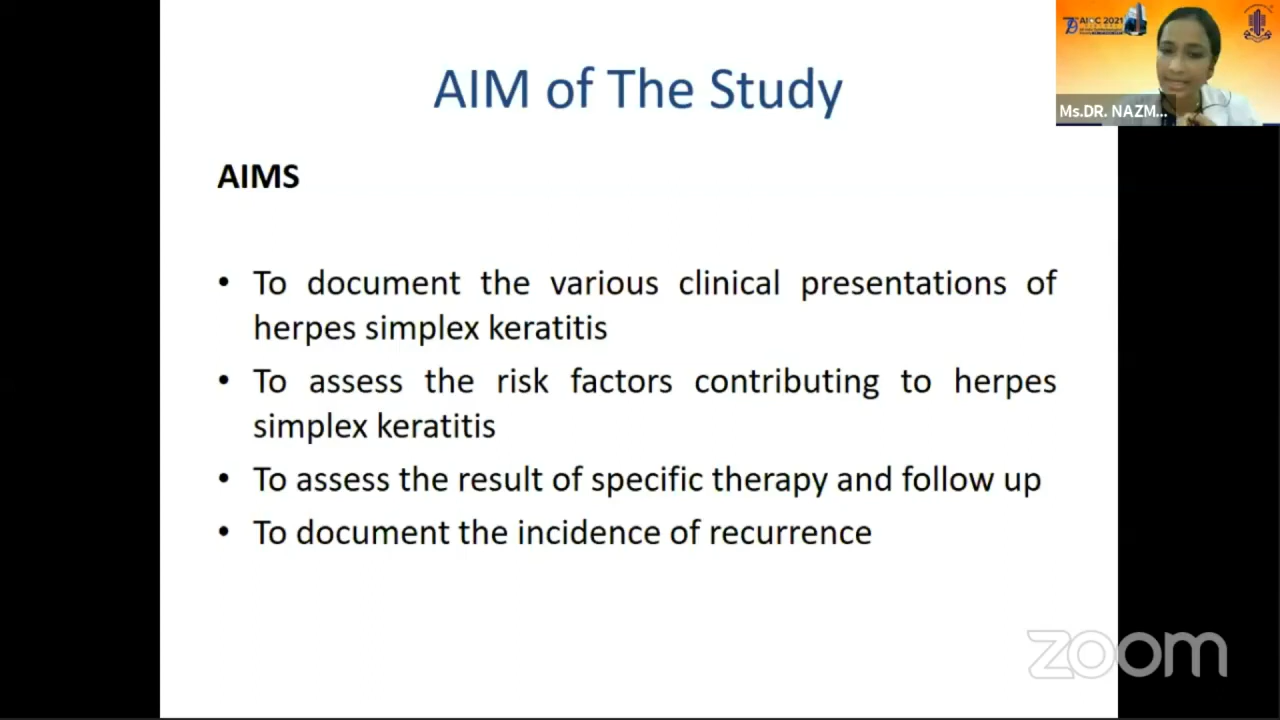 AIOC 2021
Ms.DR. NAZM...
AIM of The Study
AIMS
• To document the various clinical presentations of
herpes simplex keratitis
• To assess the risk factors contributing to herpes
simplex keratitis
• To assess the result of specific therapy and follow up
• To document the incidence of recurrence
zoom